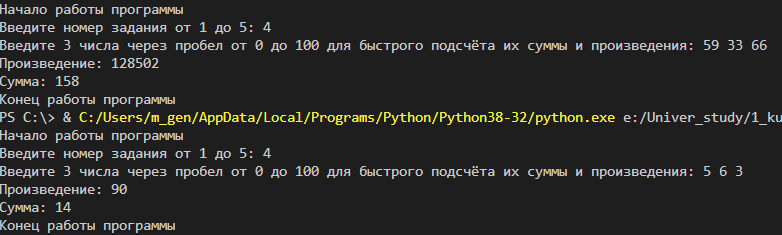 Начало работы программы
Введите номер задания от 1 до 5: 4
Введите 3 числа через пробел от 0 до 100 для быстрого подсчёта их суммы и произведения: 59 33 66
Произведение: 128502
Сумма: 158
Конец работы программы
PS C:\> & C:/Users/m_gen/AppData/Local/Programs/Python/Python38-32/python.exe e:/Univer_study/1_ku
Начало работы программы
Введите номер задания от 1 до 5: 4
Введите 3 числа через пробел от 0 до 100 для быстрого подсчёта их суммы и произведения: 5 6 3
Произведение: 90
Сумма: 14
Конец работы программы